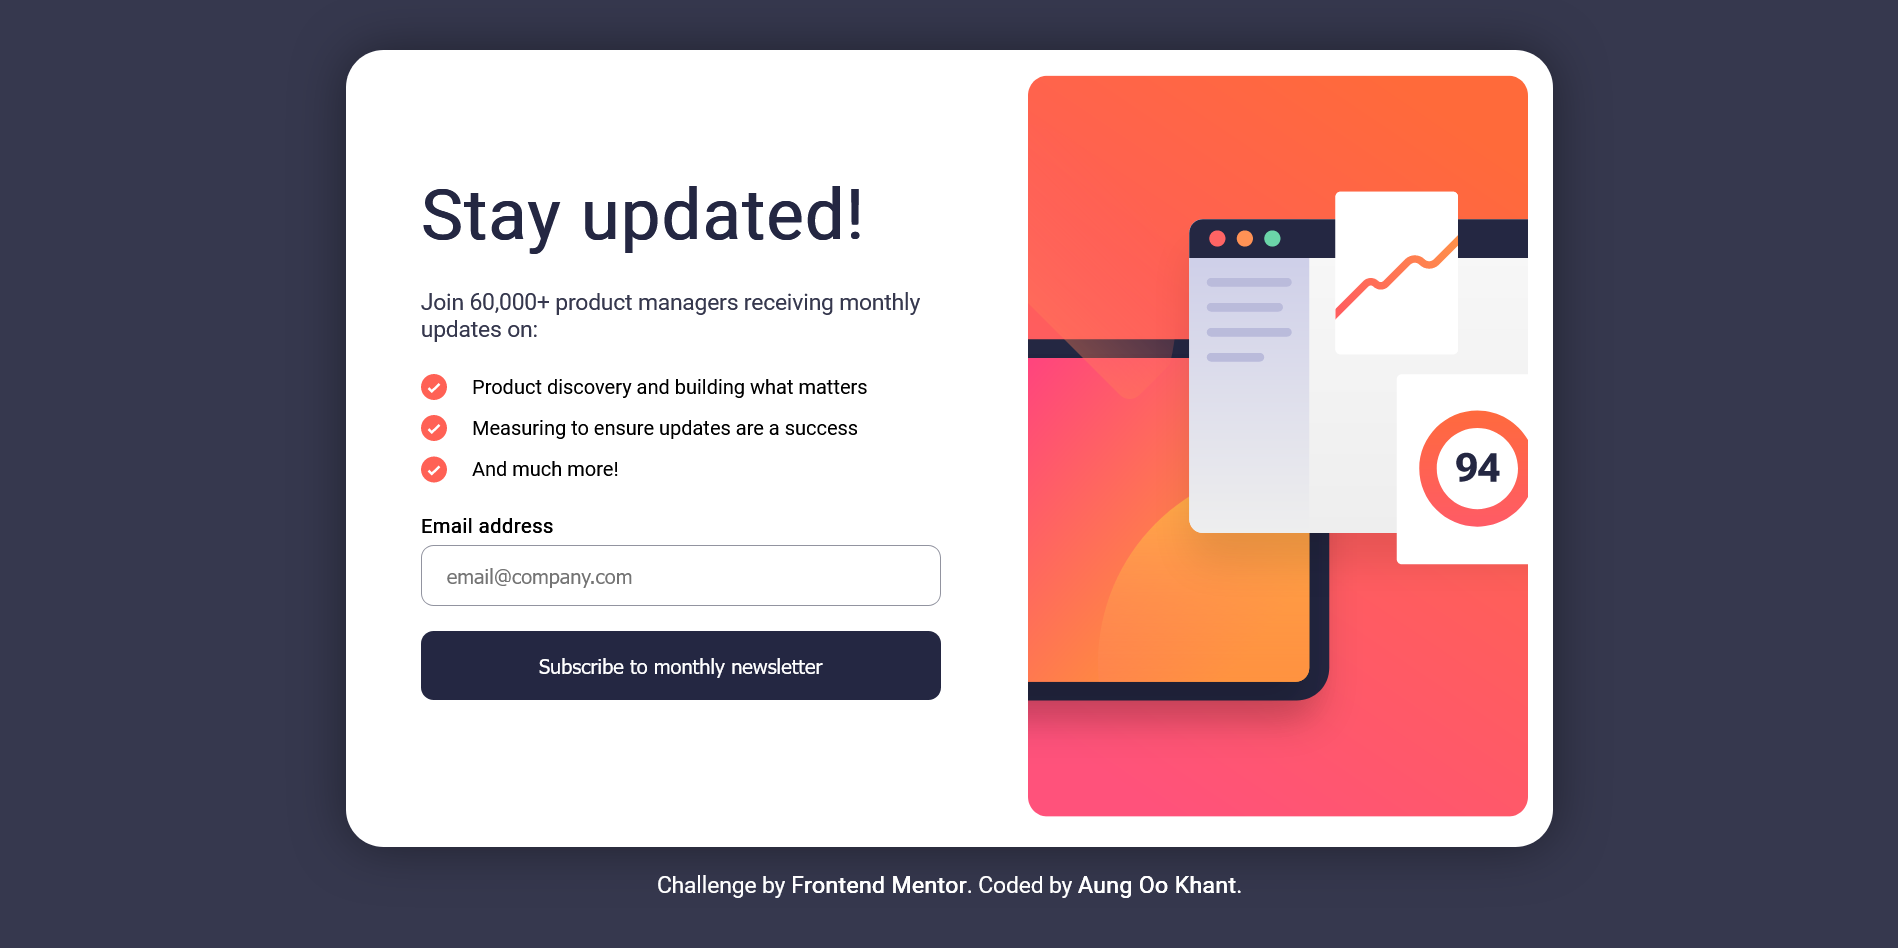 Stay updated!
Join 60,000+ product managers receiving monthly
updates on:
Product discovery and building what matters
Measuring to ensure updates are a success
And much more!
Email address
email@company.com
Subscribe to monthly newsletter
94
Challenge by Frontend Mentor. Coded by Aung Oo Khant.